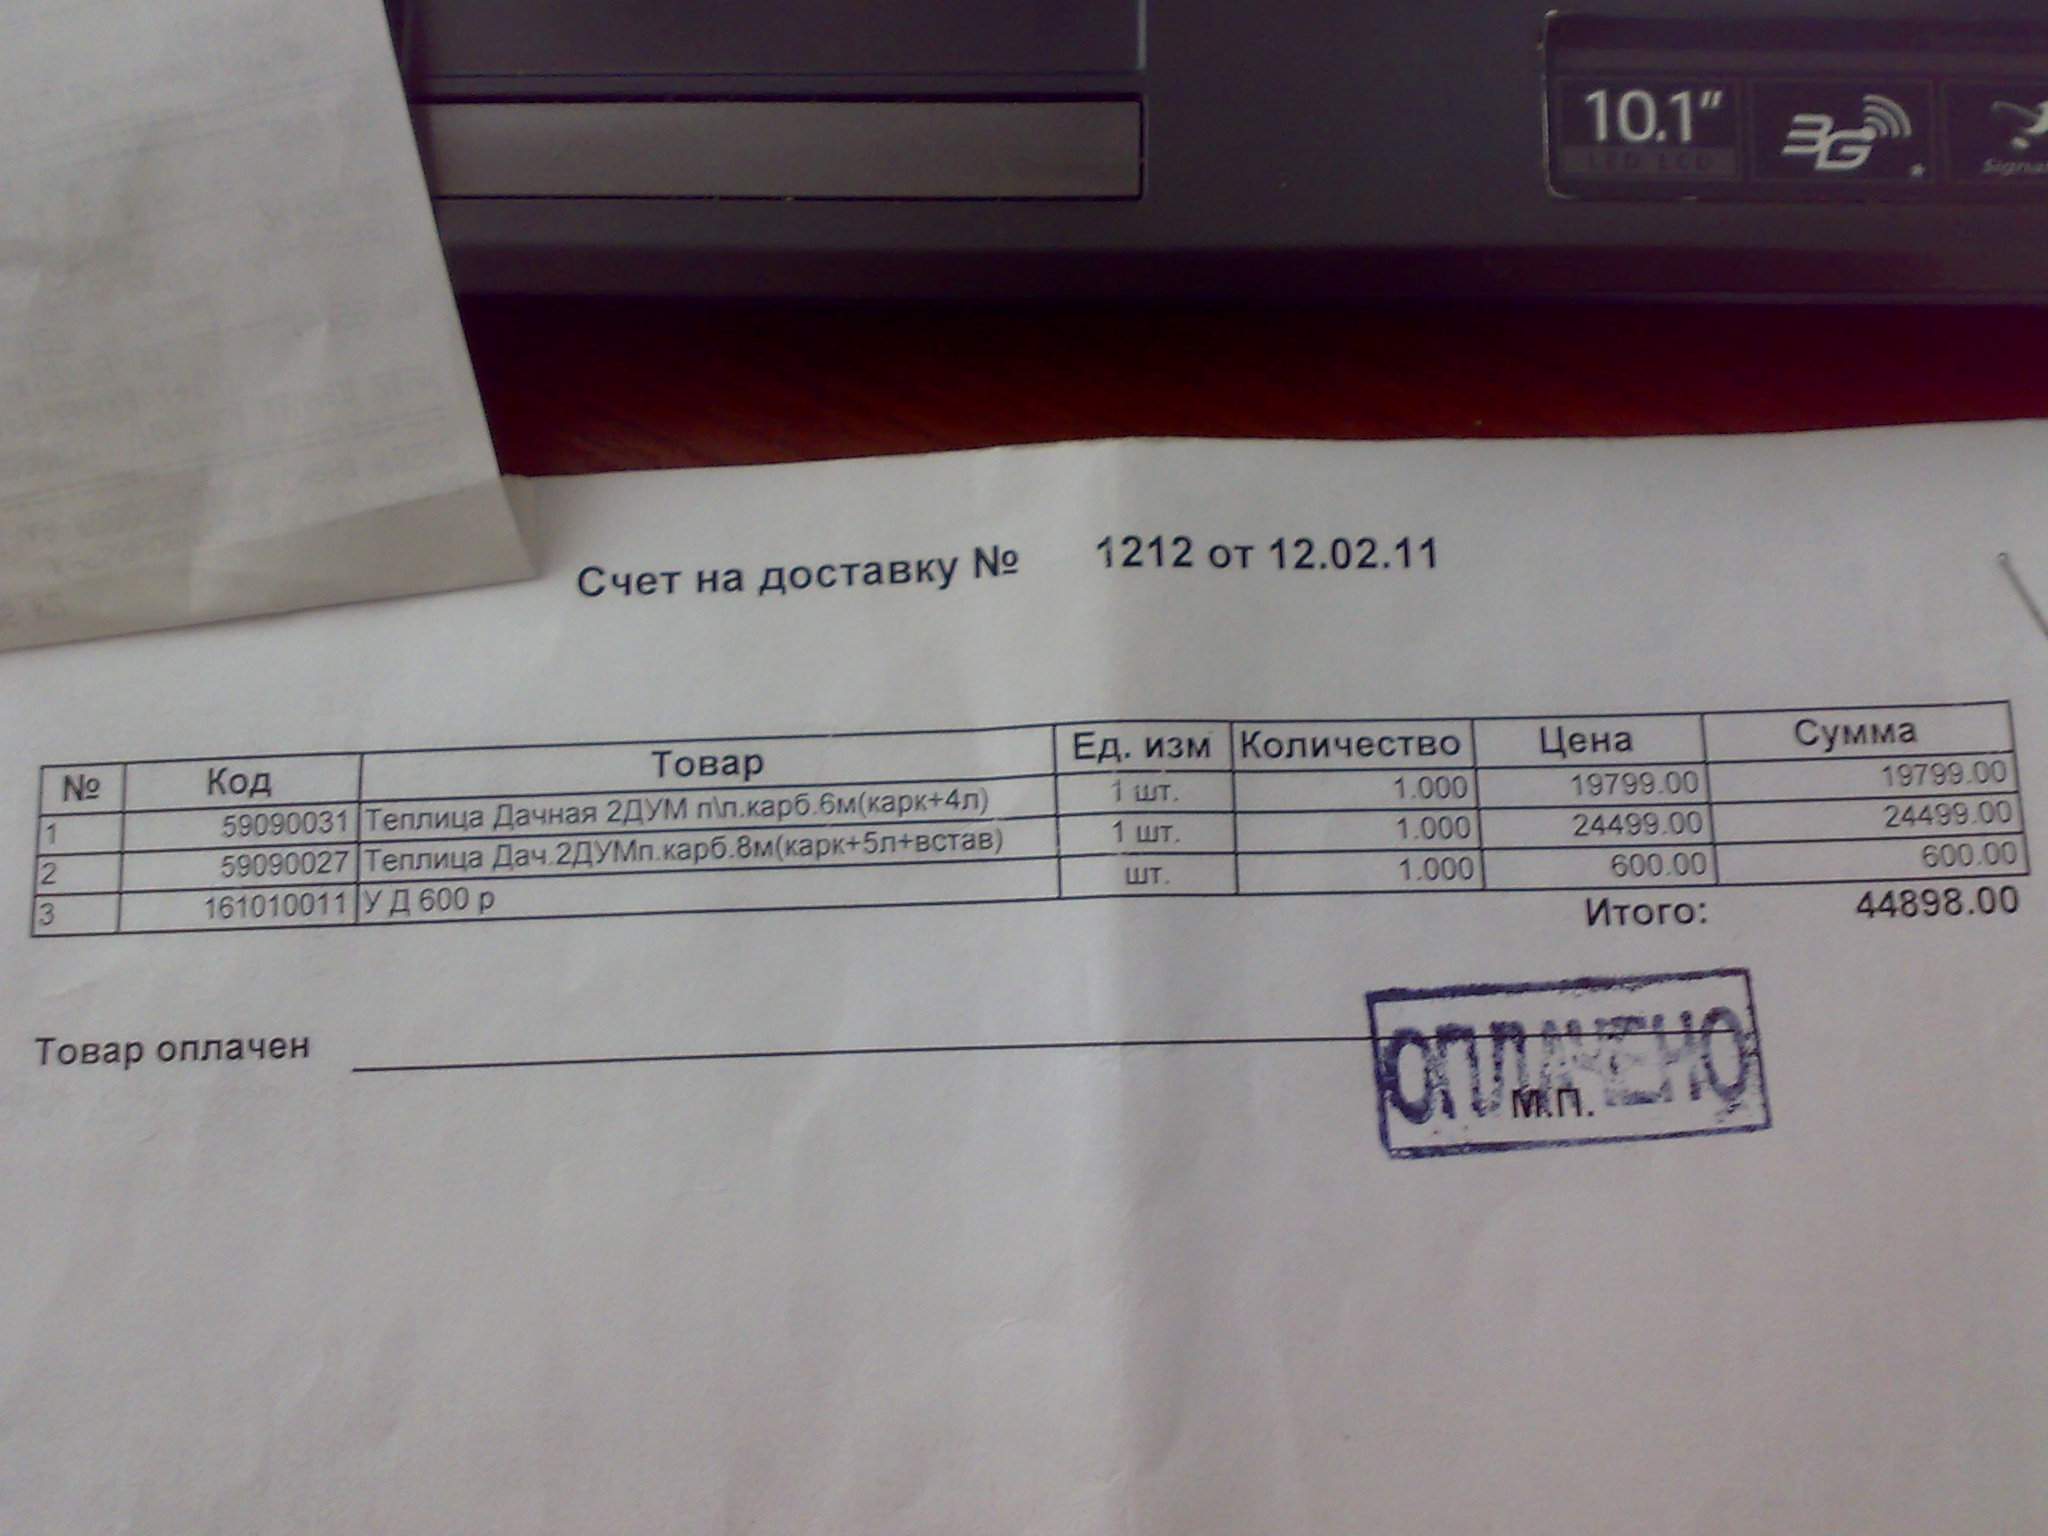 10.1"
LED LCD
3G
Счет на доставку № 1212 от 12.02.11
№ Код Товар Ед. изм Количество Цена Сумма
1 59090031 Теплица Дачная 2ДУМ п\п.карб.6м(карк+4л) 1 шт. 1.000 19799.00 19799.00
2 59090027 Теплица Дач.2ДУМп.карб.8м(карк+5л+встав) 1 шт. 1.000 24499.00 24499.00
3 161010011 У Д 600 р шт. 1.000 600.00 600.00
Итого: 44898.00
Товар оплачен
ОПЛАЧЕНО
М.П.